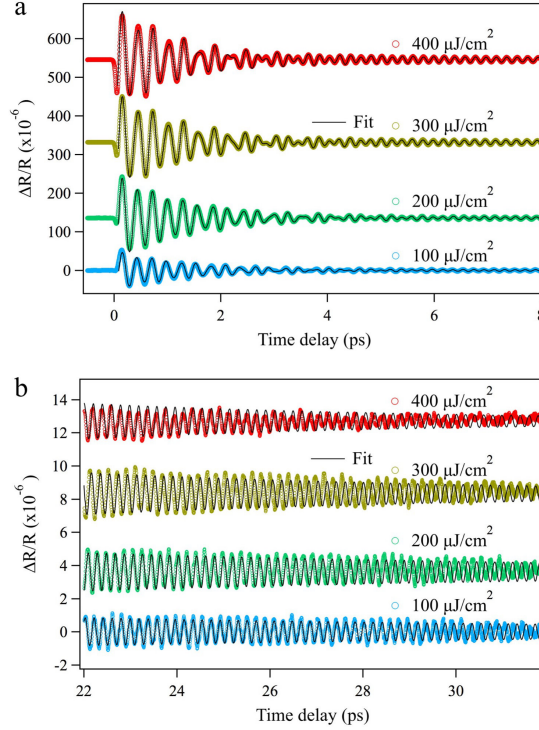 a
600
500
400
300
200
100
0
ΔR/R (x10⁻⁶)
400 μJ/cm²
Fit
300 μJ/cm²
200 μJ/cm²
100 μJ/cm²
0
2
4
6
8
Time delay (ps)
b
14
12
10
8
6
4
2
0
-2
ΔR/R (x10⁻⁶)
400 μJ/cm²
Fit
300 μJ/cm²
200 μJ/cm²
100 μJ/cm²
22
24
26
28
30
Time delay (ps)